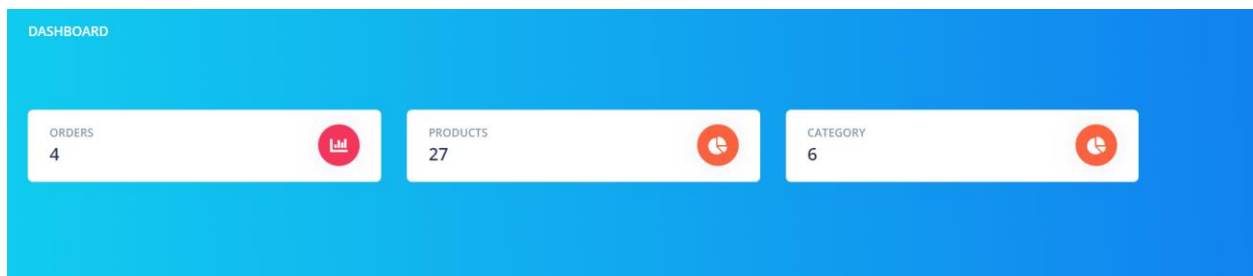 DASHBOARD
ORDERS
4
PRODUCTS
27
CATEGORY
6